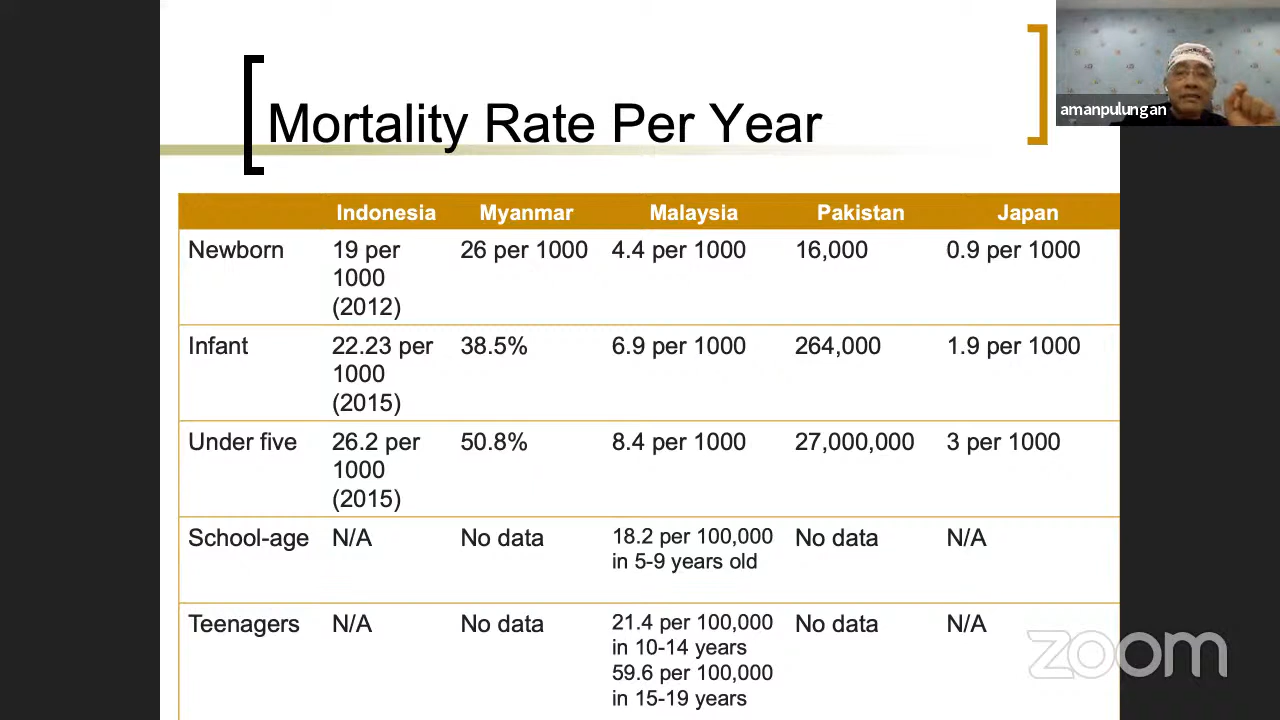 amanpulungan
Mortality Rate Per Year
Indonesia Myanmar Malaysia Pakistan Japan
Newborn 19 per 1000 (2012) 26 per 1000 4.4 per 1000 16,000 0.9 per 1000
Infant 22.23 per 1000 (2015) 38.5% 6.9 per 1000 264,000 1.9 per 1000
Under five 26.2 per 1000 (2015) 50.8% 8.4 per 1000 27,000,000 3 per 1000
School-age N/A No data 18.2 per 100,000 in 5-9 years old No data N/A
Teenagers N/A No data 21.4 per 100,000 in 10-14 years 59.6 per 100,000 in 15-19 years No data N/A
zoom